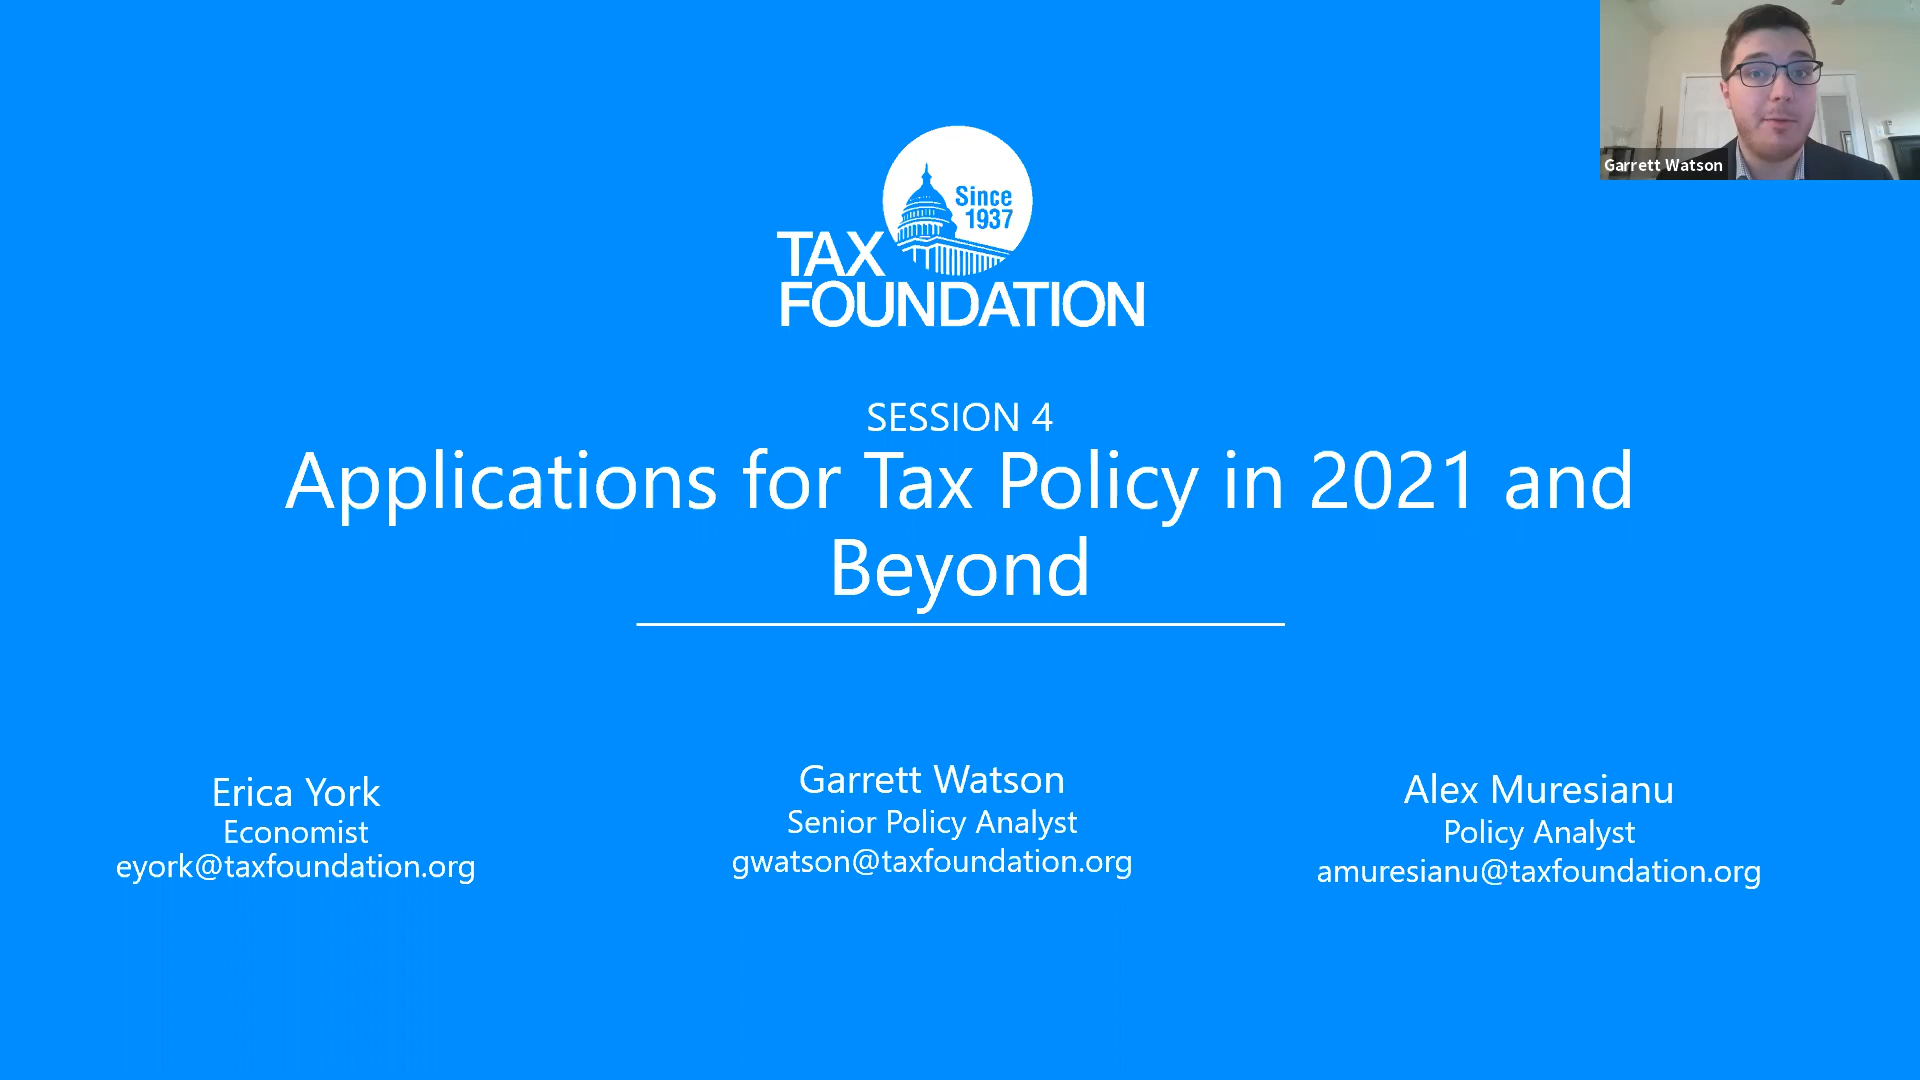 Garrett Watson
Since
1937
TAX
FOUNDATION
SESSION 4
Applications for Tax Policy in 2021 and
Beyond
Erica York
Economist
eyork@taxfoundation.org
Garrett Watson
Senior Policy Analyst
gwatson@taxfoundation.org
Alex Muresianu
Policy Analyst
amuresianu@taxfoundation.org